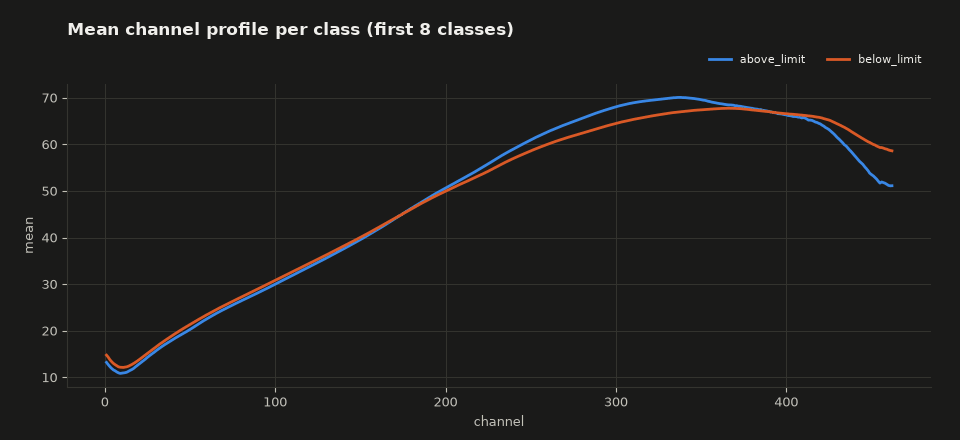 Mean channel profile per class (first 8 classes)
above_limit
below_limit
70
60
50
40
30
20
10
mean
0
100
200
300
400
channel